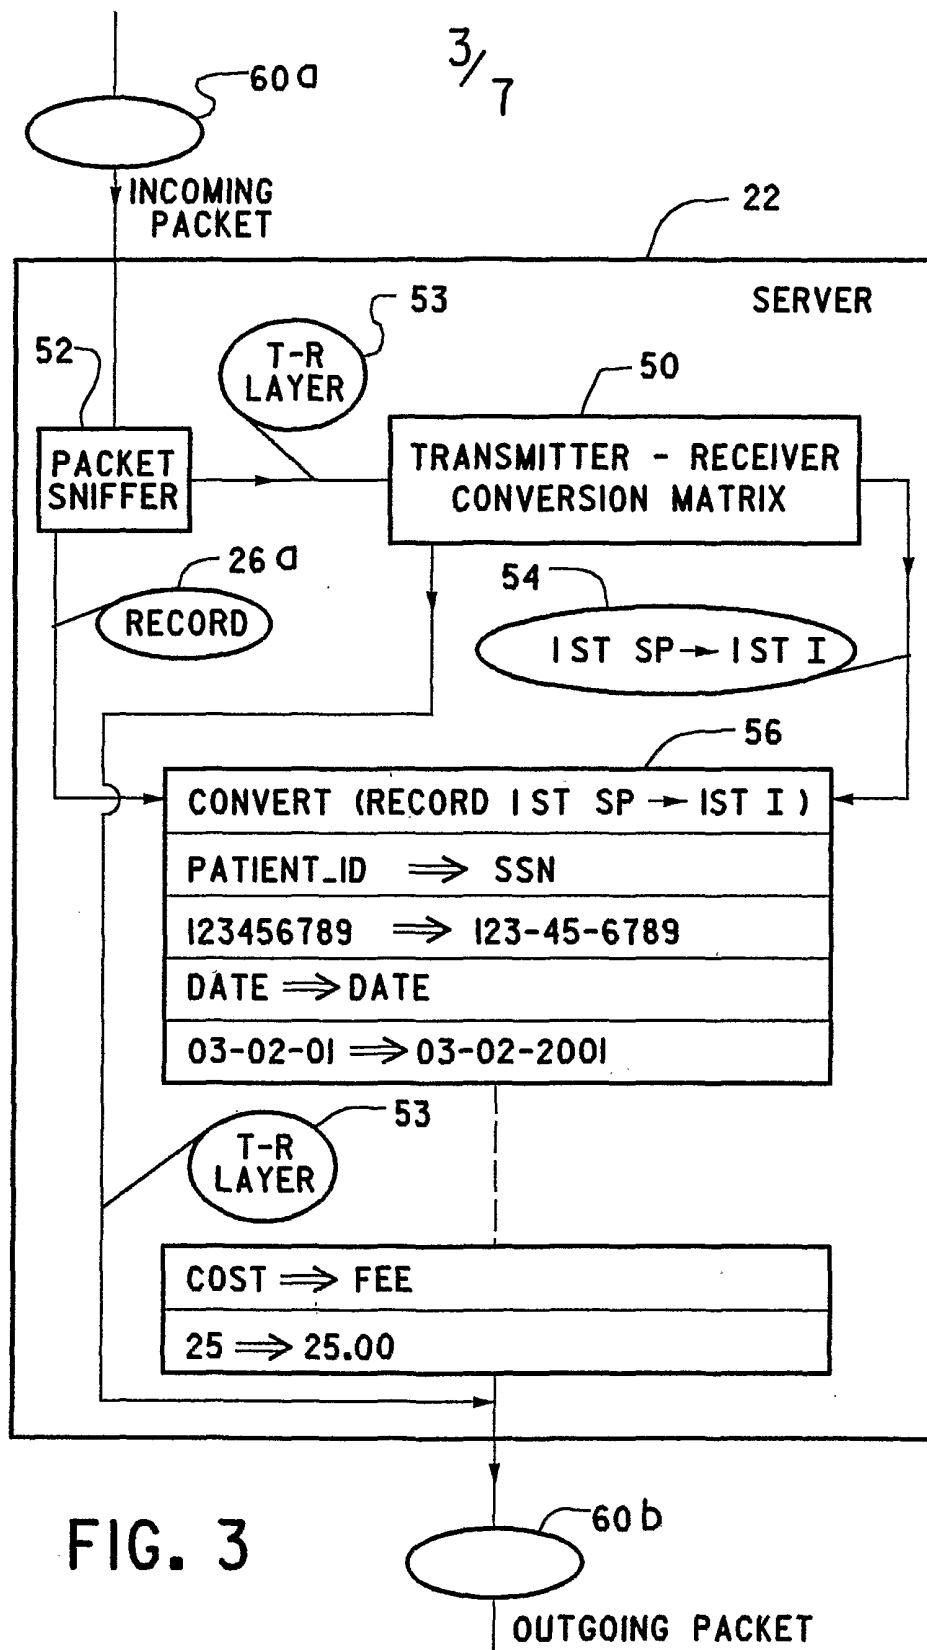 3/7
60a
INCOMING
PACKET
22
SERVER
53
T-R
LAYER
52
50
PACKET
SNIFFER
TRANSMITTER - RECEIVER
CONVERSION MATRIX
26a
RECORD
54
1ST SP → 1ST I
56
CONVERT (RECORD 1ST SP → 1ST I)
PATIENT_ID ⇒ SSN
123456789 ⇒ 123-45-6789
DATE ⇒ DATE
03-02-01 ⇒ 03-02-2001
53
T-R
LAYER
COST ⇒ FEE
25 ⇒ 25.00
60b
FIG. 3
OUTGOING PACKET